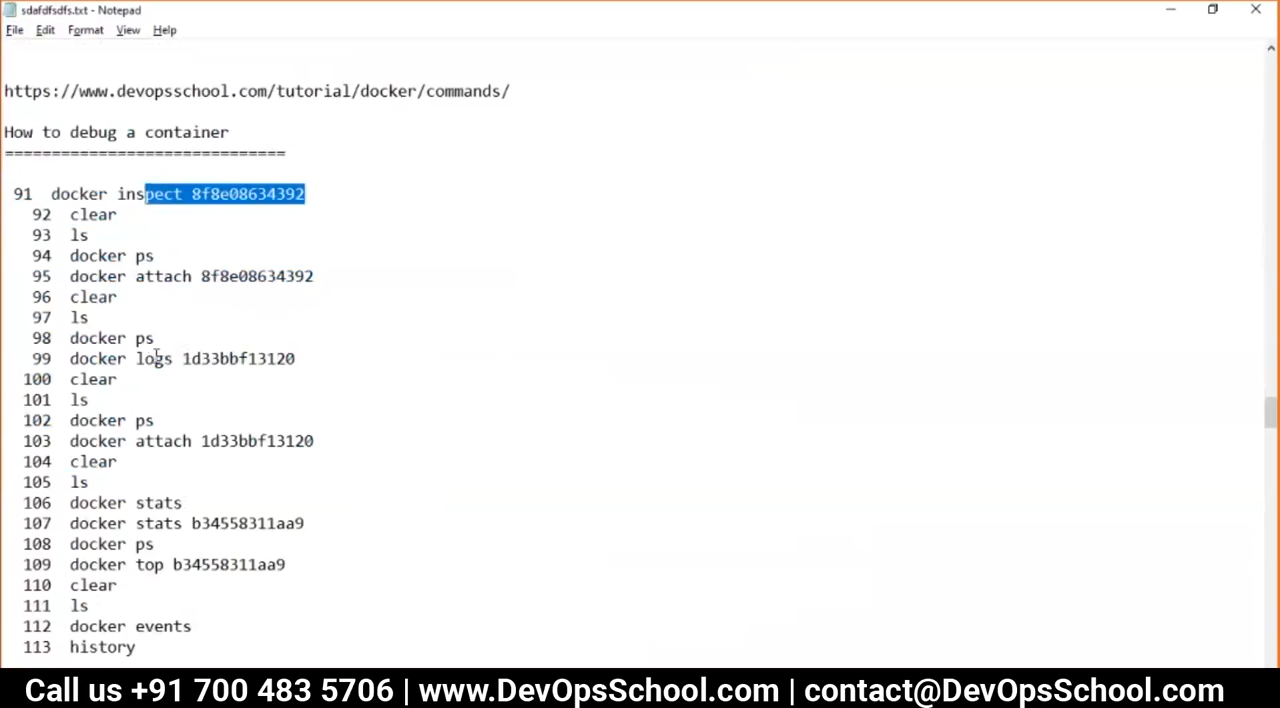 sdafdfsdfs.txt - Notepad
File Edit Format View Help
https://www.devopsschool.com/tutorial/docker/commands/
How to debug a container
==============================
91 docker inspect 8f8e08634392
92 clear
93 ls
94 docker ps
95 docker attach 8f8e08634392
96 clear
97 ls
98 docker ps
99 docker logs 1d33bbf13120
100 clear
101 ls
102 docker ps
103 docker attach 1d33bbf13120
104 clear
105 ls
106 docker stats
107 docker stats b34558311aa9
108 docker ps
109 docker top b34558311aa9
110 clear
111 ls
112 docker events
113 history
Call us +91 700 483 5706 | www.DevOpsSchool.com | contact@DevOpsSchool.com